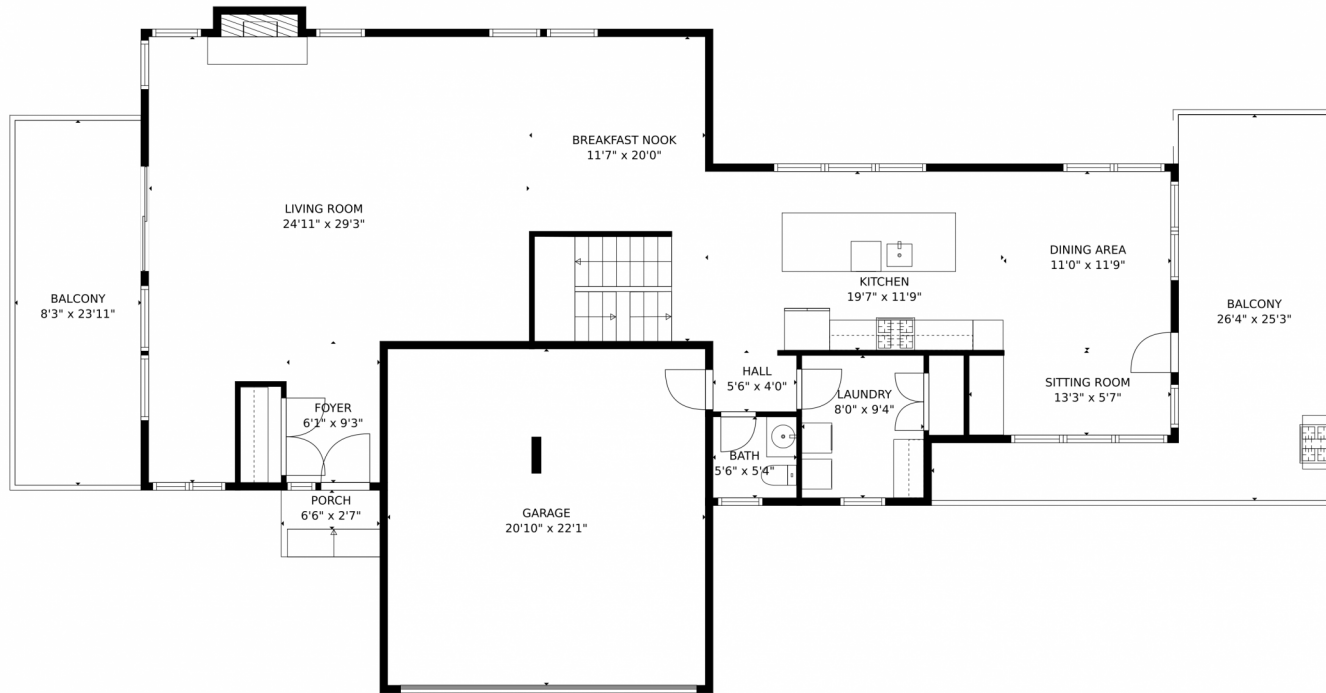 BREAKFAST NOOK
11'7" x 20'0"
LIVING ROOM
24'11" x 29'3"
DINING AREA
11'0" x 11'9"
KITCHEN
19'7" x 11'9"
BALCONY
8'3" x 23'11"
BALCONY
26'4" x 25'3"
HALL
5'6" x 4'0"
SITTING ROOM
13'3" x 5'7"
LAUNDRY
8'0" x 9'4"
FOYER
6'1" x 9'3"
BATH
5'6" x 5'4"
PORCH
6'6" x 2'7"
GARAGE
20'10" x 22'1"